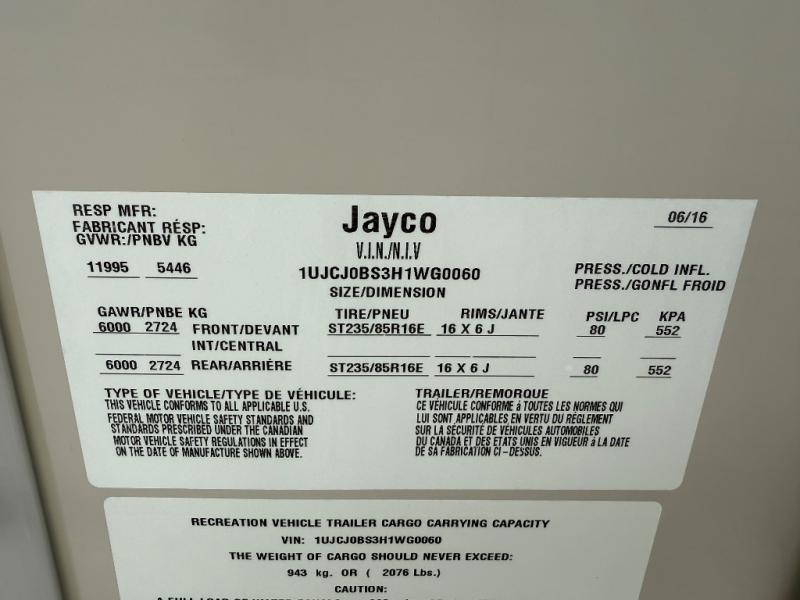 RESP MFR:
FABRICANT RÉSP:
GVWR:/PNBV KG
Jayco
06/16
V.I.N./N.I.V
11995 5446
1UJCJ0BS3H1WG0060
PRESS./COLD INFL.
PRESS./GONFL FROID
SIZE/DIMENSION
GAWR/PNBE KG TIRE/PNEU RIMS/JANTE PSI/LPC KPA
6000 2724 FRONT/DEVANT ST235/85R16E 16 X 6 J 80 552
INT/CENTRAL
6000 2724 REAR/ARRIÈRE ST235/85R16E 16 X 6 J 80 552
TYPE OF VEHICLE/TYPE DE VÉHICULE: TRAILER/REMORQUE
THIS VEHICLE CONFORMS TO ALL APPLICABLE U.S.
FEDERAL MOTOR VEHICLE SAFETY STANDARDS AND
STANDARDS PRESCRIBED UNDER THE CANADIAN
MOTOR VEHICLE SAFETY REGULATIONS IN EFFECT
ON THE DATE OF MANUFACTURE SHOWN ABOVE.
CE VÉHICULE CONFORME à TOUTES LES NORMES QUI
LUI SONT APPLICABLES EN VERTU DU RÈGLEMENT
SUR LA SÉCURITÉ DE VÉHICULES AUTOMOBILES
DU CANADA ET DES ETATS UNIS EN VIGUEUR à LA DATE
DE SA FABRICATION CI-DESSUS.
RECREATION VEHICLE TRAILER CARGO CARRYING CAPACITY
VIN: 1UJCJ0BS3H1WG0060
THE WEIGHT OF CARGO SHOULD NEVER EXCEED:
943 kg. OR ( 2076 Lbs.)
CAUTION: